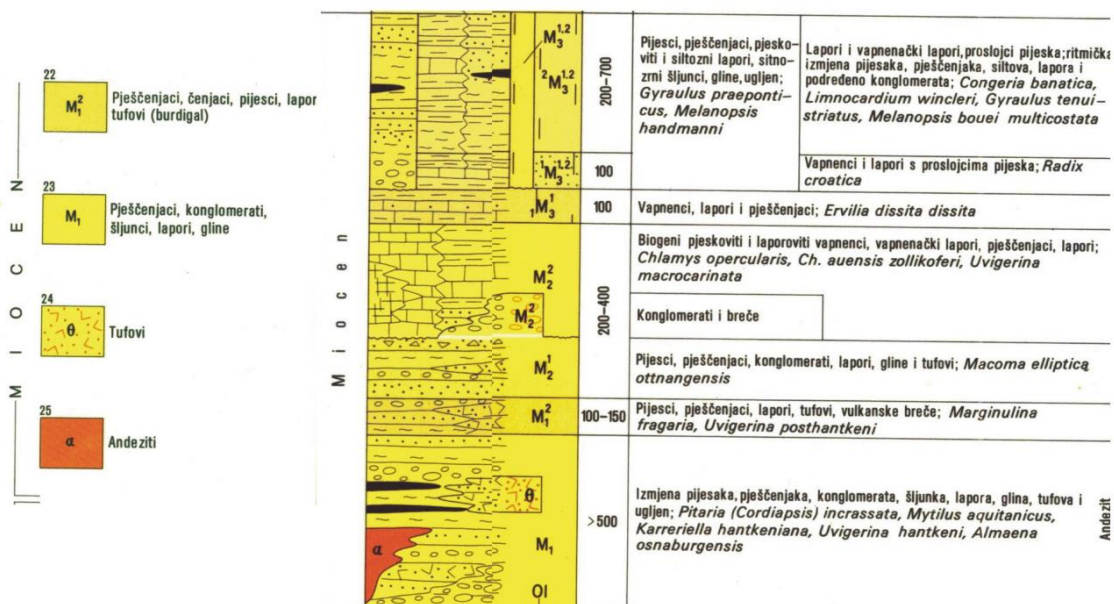 MIOCEN
22
M₁²
Pješčenjaci, čenjaci, pijesci, lapor
tufovi (burdigal)
23
M₁
Pješčenjaci, konglomerati,
šljunci, lapori, gline
24
θ
Tufovi
25
α
Andeziti
Miocen
M₃¹·²
²M₃¹·²
200–700
Pijesci, pješčenjaci, pjesko-
viti i siltozni lapori, sitno-
zrni šljunci, gline, ugljen;
Gyraulus praeponti-
cus, Melanopsis
handmanni
Lapori i vapnenački lapori, proslojci pijeska; ritmička
izmjena pijesaka, pješčenjaka, siltova, lapora i
podređeno konglomerata; Congeria banatica,
Limnocardium wincleri, Gyraulus tenui-
striatus, Melanopsis bouei multicostata
¹M₃¹·²
100
Vapnenci i lapori s proslojcima pijeska; Radix
croatica
₁M₃¹
100
Vapnenci, lapori i pješčenjaci; Ervilia dissita dissita
M₂²
200–400
Biogeni pjeskoviti i laporoviti vapnenci, vapnenački lapori, pješčenjaci, lapori;
Chlamys opercularis, Ch. auensis zollikoferi, Uvigerina
macrocarinata
M₂²
Konglomerati i breče
M₂¹
Pijesci, pješčenjaci, konglomerati, lapori, gline i tufovi; Macoma elliptica
ottnangensis
M₁²
100–150
Pijesci, pješčenjaci, lapori, tufovi, vulkanske breče; Marginulina
fragaria, Uvigerina posthantkeni
θ
α
M₁
Ol
>500
Izmjena pijesaka, pješčenjaka, konglomerata, šljunka, lapora, glina, tufova i
ugljen; Pitaria (Cordiapsis) incrassata, Mytilus aquitanicus,
Karreriella hantkeniana, Uvigerina hantkeni, Almaena
osnaburgensis
Andezit